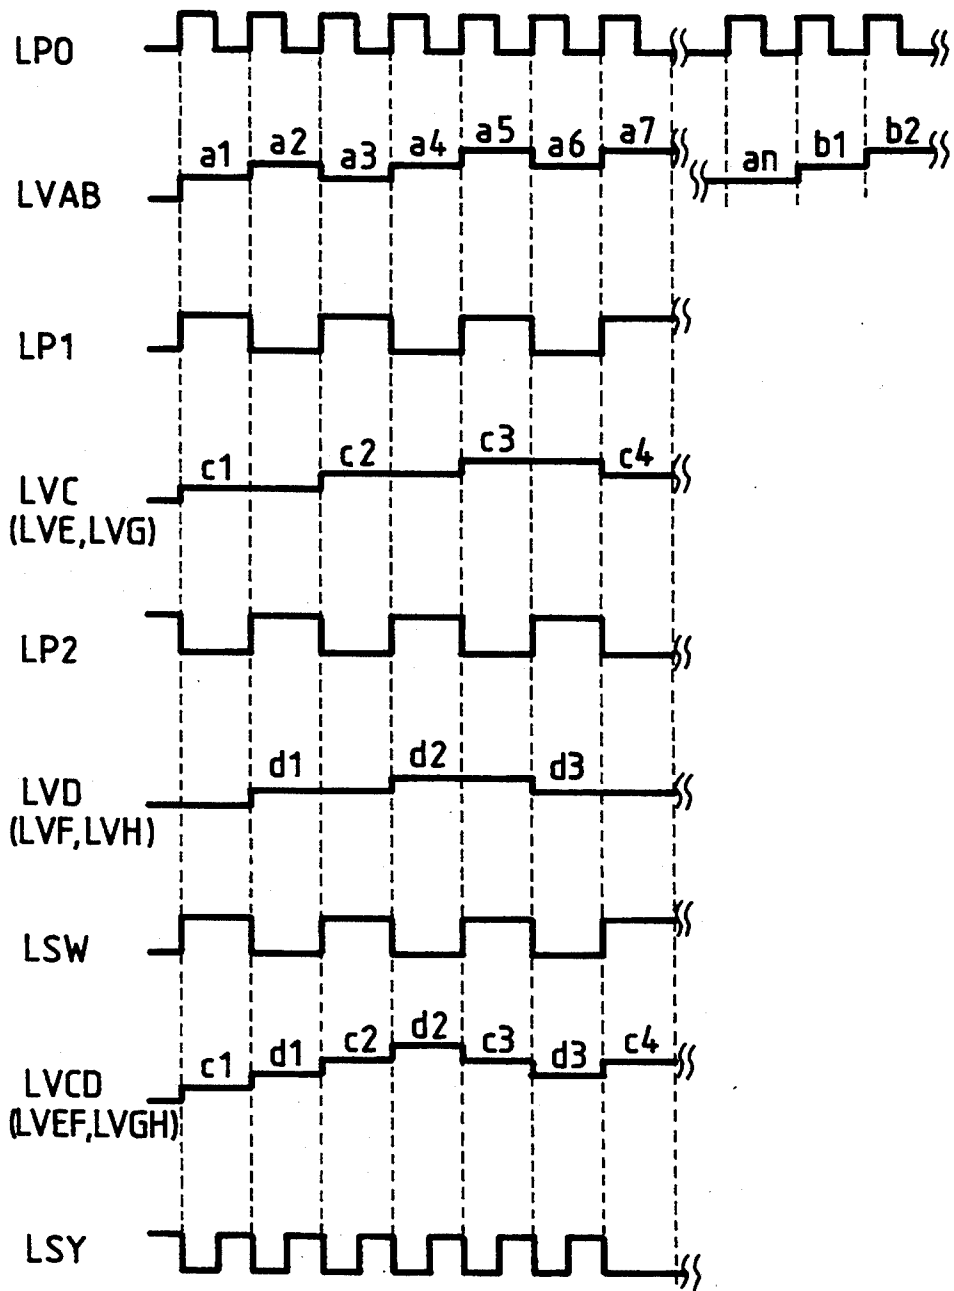 LP0
a1 a2 a3 a4 a5 a6 a7 an b1 b2
LVAB
LP1
c1 c2 c3 c4
LVC
(LVE,LVG)
LP2
d1 d2 d3
LVD
(LVF,LVH)
LSW
c1 d1 c2 d2 c3 d3 c4
LVCD
(LVEF,LVGH)
LSY